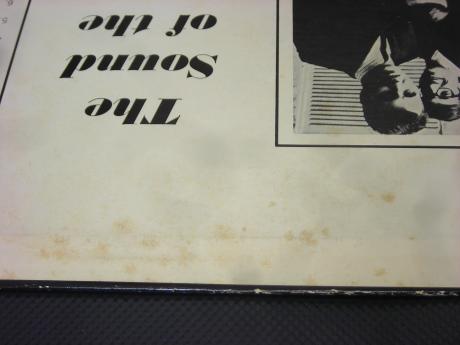 The
Sound
of the